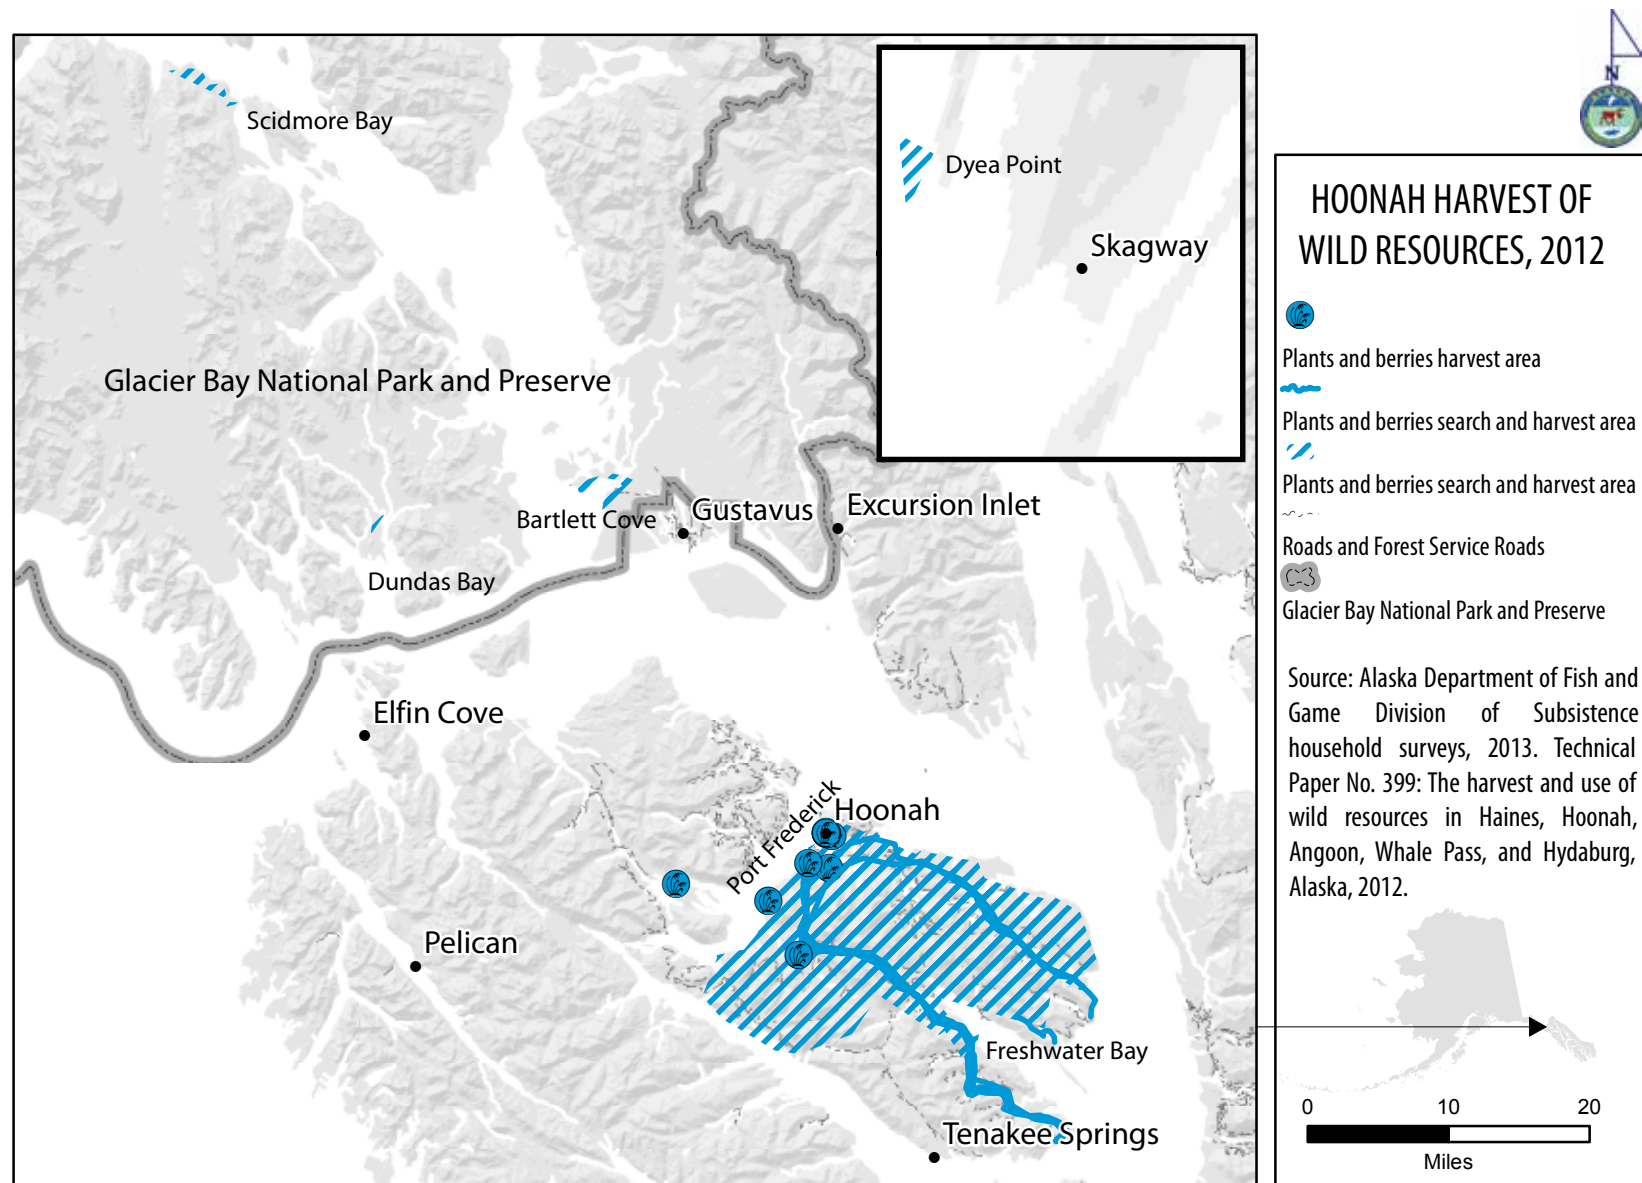 N
Scidmore Bay
Dyea Point
Skagway
Glacier Bay National Park and Preserve
Bartlett Cove
Gustavus
Excursion Inlet
Dundas Bay
Elfin Cove
Port Frederick
Hoonah
Pelican
Freshwater Bay
Tenakee Springs
HOONAH HARVEST OF
WILD RESOURCES, 2012
Plants and berries harvest area
Plants and berries search and harvest area
Plants and berries search and harvest area
Roads and Forest Service Roads
Glacier Bay National Park and Preserve
Source: Alaska Department of Fish and
Game Division of Subsistence
household surveys, 2013. Technical
Paper No. 399: The harvest and use of
wild resources in Haines, Hoonah,
Angoon, Whale Pass, and Hydaburg,
Alaska, 2012.
0 10 20
Miles